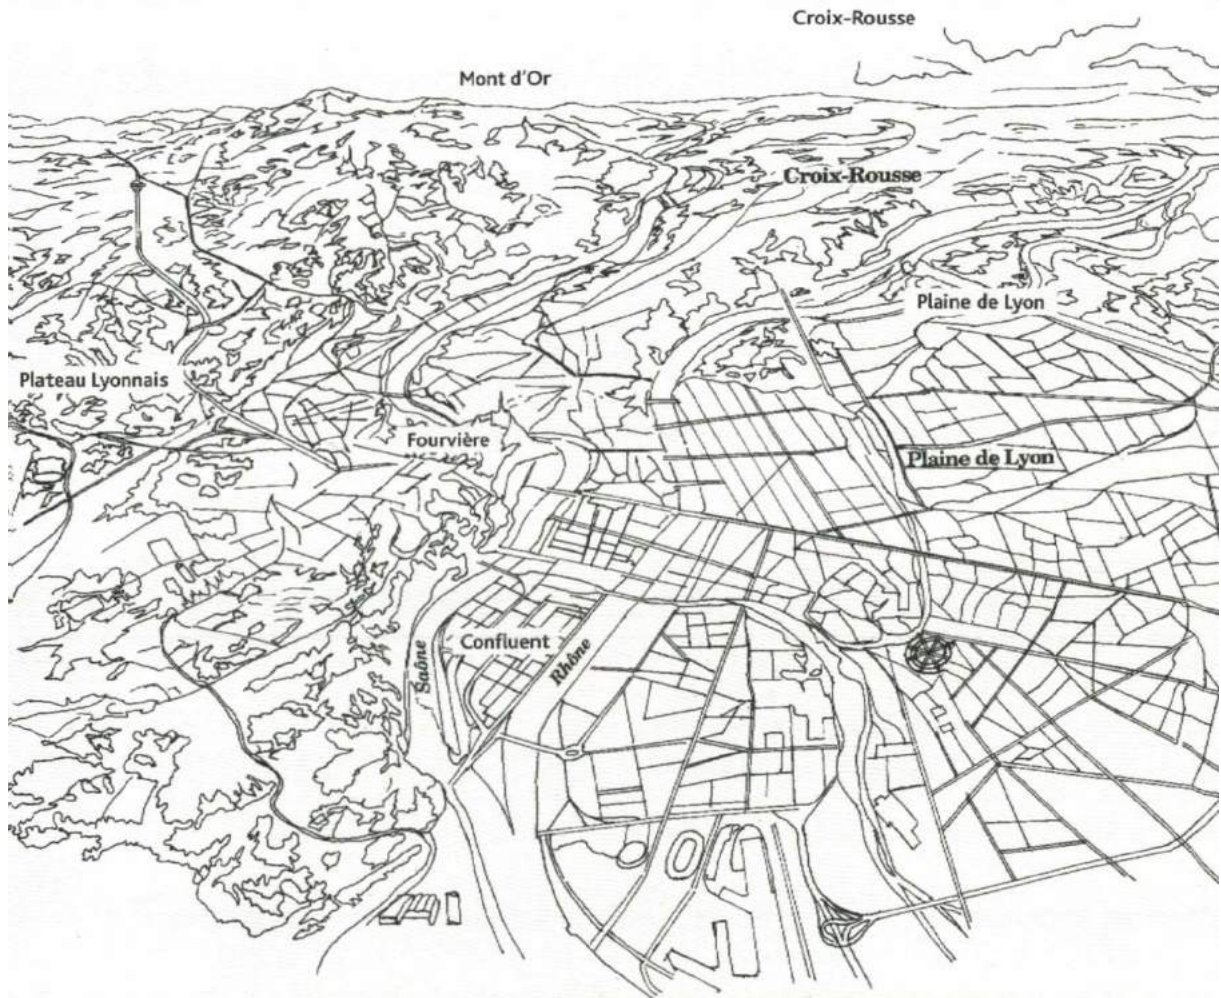 Croix-Rousse
Mont d'Or
Croix-Rousse
Plaine de Lyon
Plateau Lyonnais
Fourvière
Plaine de Lyon
Confluent
Saône
Rhône